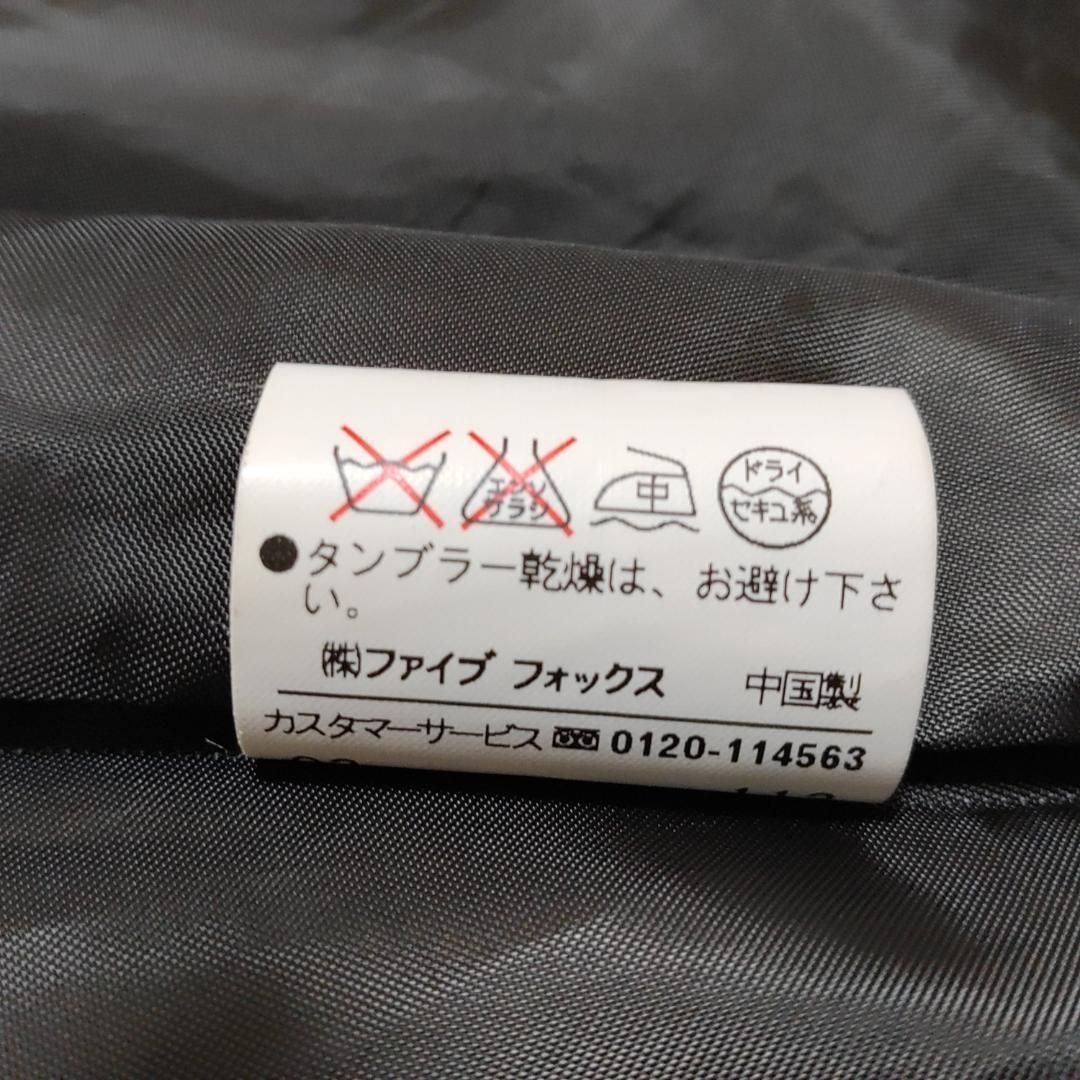 エンソ
サラシ
中
ドライ
セキユ系
●タンブラー乾燥は、お避け下さ
い。
㈱ファイブ フォックス 中国製
カスタマーサービス 0120-114563